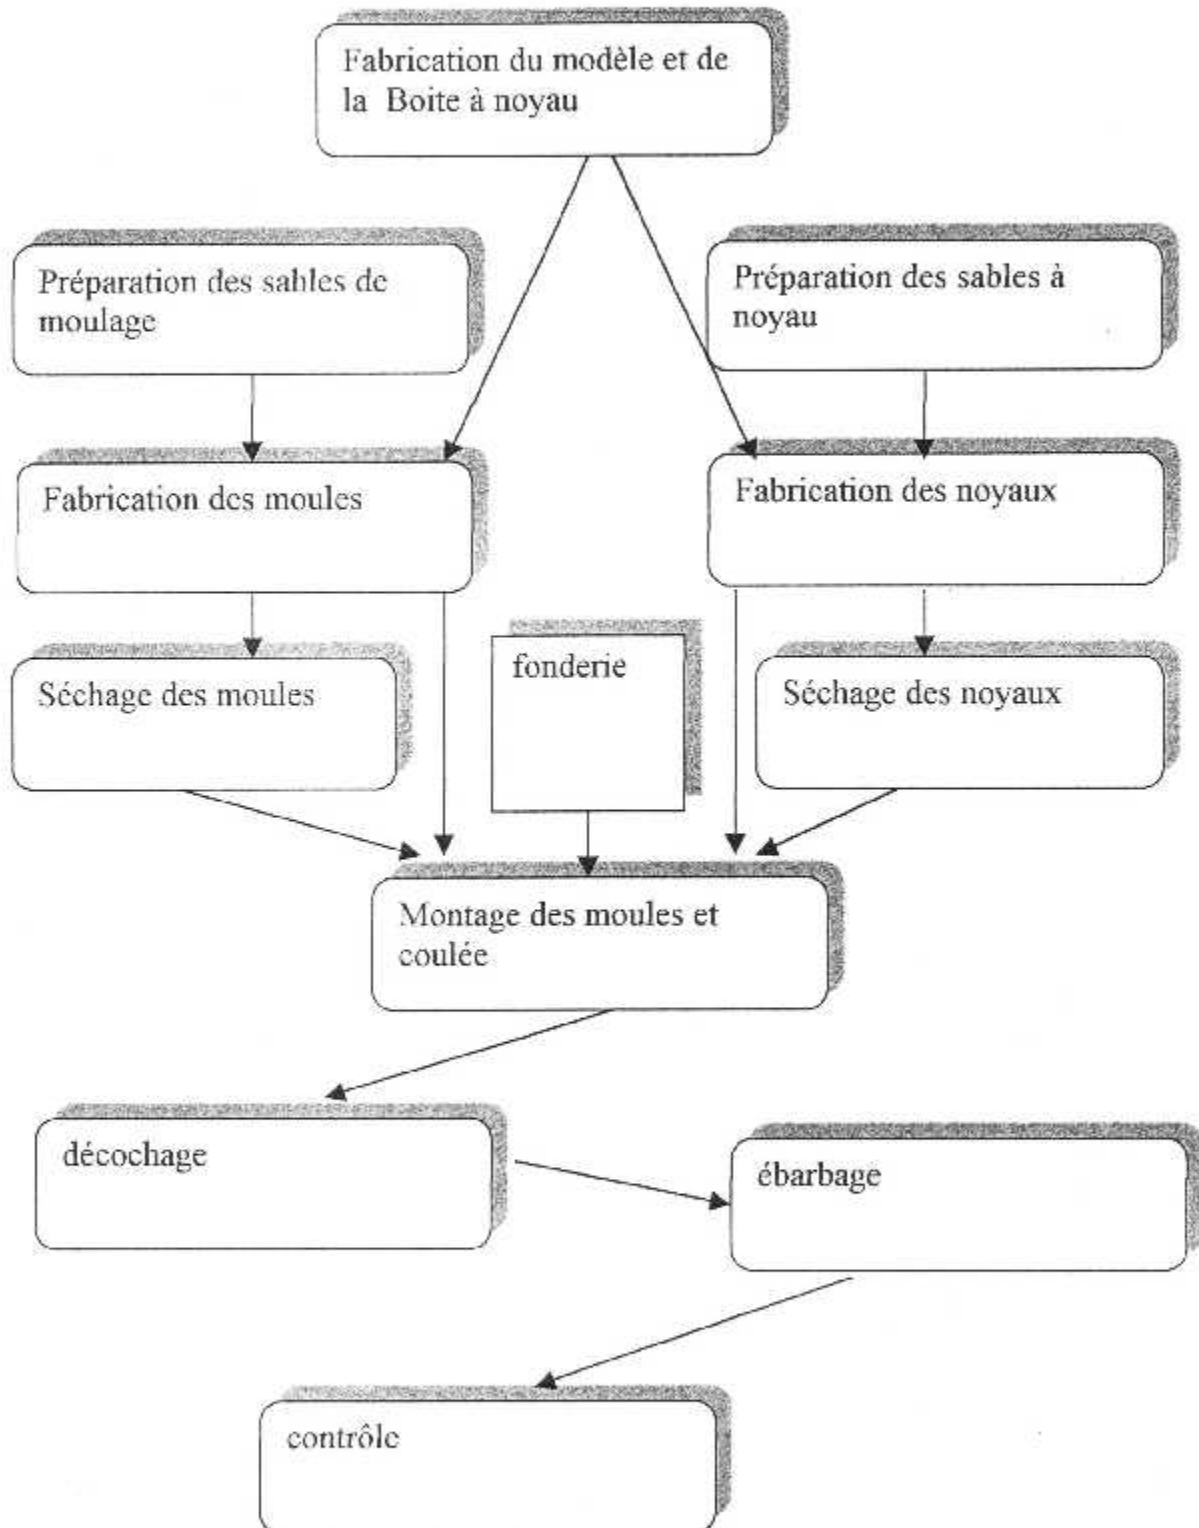 Fabrication du modèle et de
la Boite à noyau
Préparation des sables de
moulage
Préparation des sables à
noyau
Fabrication des moules
Fabrication des noyaux
Séchage des moules
fonderie
Séchage des noyaux
Montage des moules et
coulée
décochage
ébarbage
contrôle